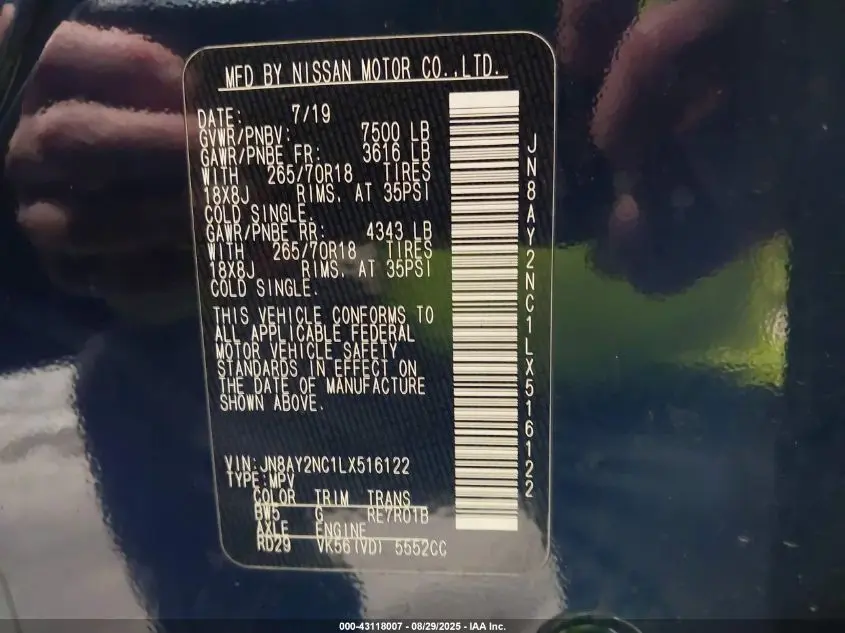 MFD BY NISSAN MOTOR CO.,LTD.
DATE: 7/19
GVWR/PNBV: 7500 LB
GAWR/PNBE FR: 3616 LB
WITH 265/70R18 TIRES
18X8J RIMS, AT 35PSI
COLD SINGLE.
GAWR/PNBE RR: 4343 LB
WITH 265/70R18 TIRES
18X8J RIMS, AT 35PSI
COLD SINGLE.
THIS VEHICLE CONFORMS TO
ALL APPLICABLE FEDERAL
MOTOR VEHICLE SAFETY
STANDARDS IN EFFECT ON
THE DATE OF MANUFACTURE
SHOWN ABOVE.
VIN:JN8AY2NC1LX516122
TYPE:MPV
COLOR TRIM TRANS
BW5 G RE7R01B
AXLE ENGINE
RD29 VK56(VD) 5552CC
JN8AY2NC1LX516122
000-43118007 - 08/29/2025 - IAA Inc.